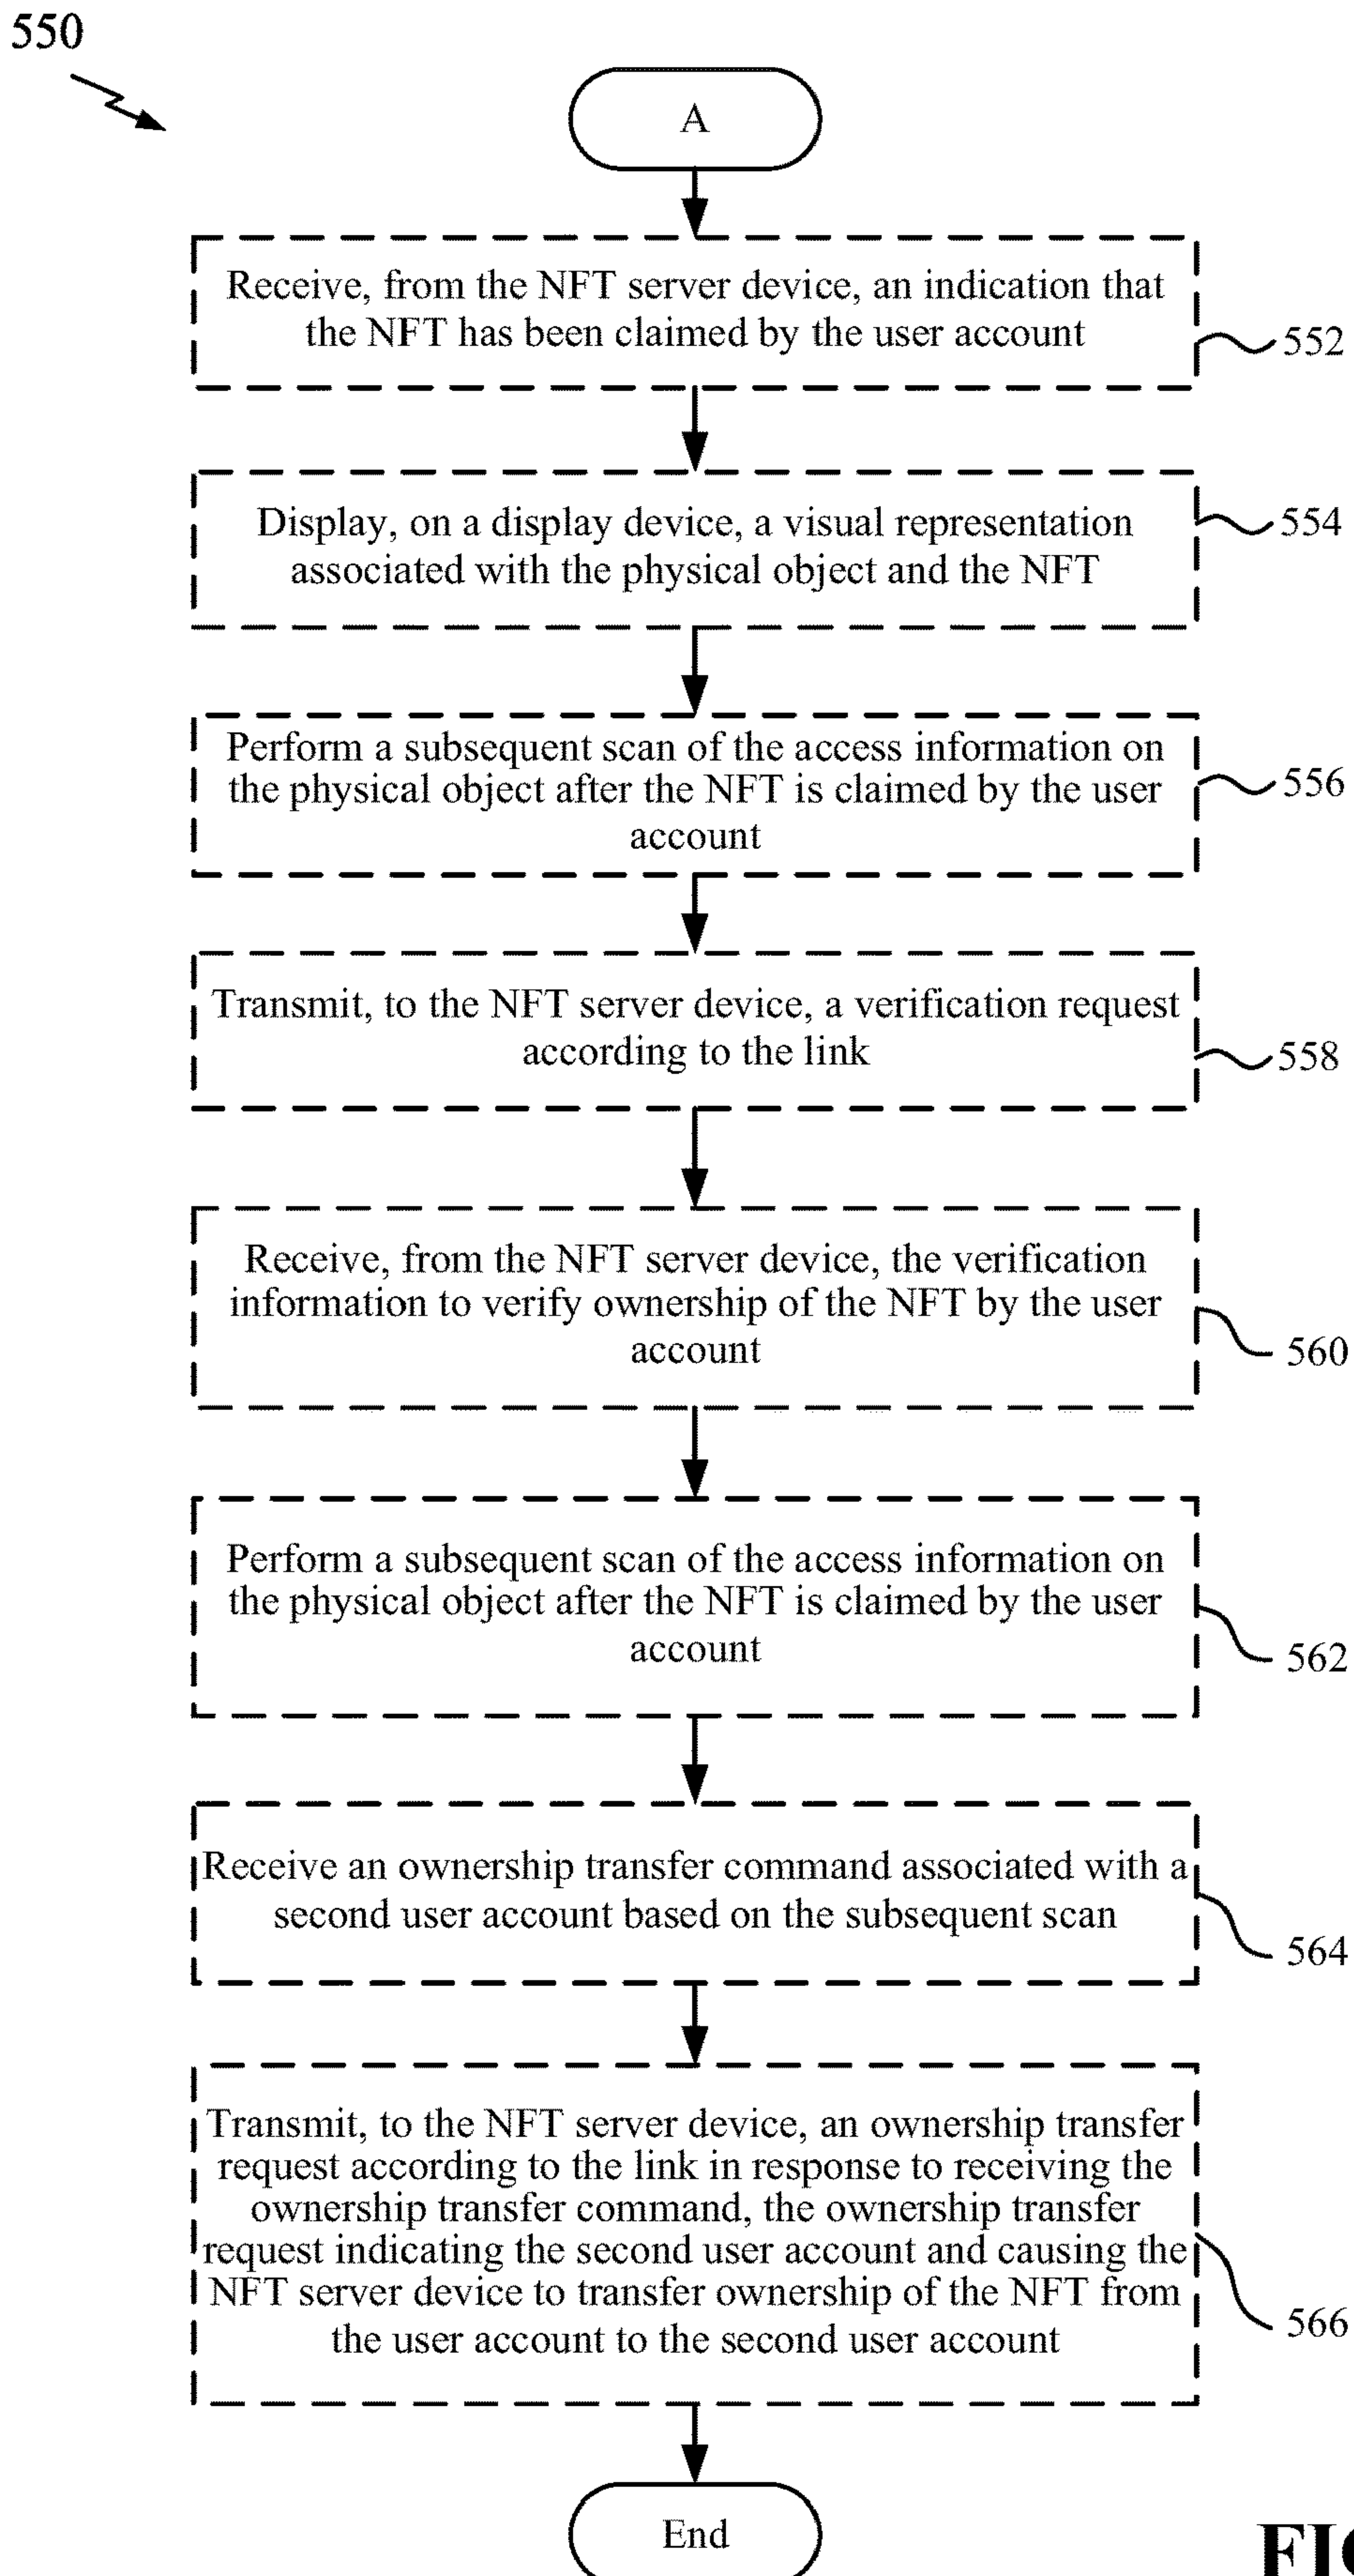 550
A
Receive, from the NFT server device, an indication that
the NFT has been claimed by the user account
552
Display, on a display device, a visual representation
associated with the physical object and the NFT
554
Perform a subsequent scan of the access information on
the physical object after the NFT is claimed by the user
account
556
Transmit, to the NFT server device, a verification request
according to the link
558
Receive, from the NFT server device, the verification
information to verify ownership of the NFT by the user
account
560
Perform a subsequent scan of the access information on
the physical object after the NFT is claimed by the user
account
562
Receive an ownership transfer command associated with a
second user account based on the subsequent scan
564
Transmit, to the NFT server device, an ownership transfer
request according to the link in response to receiving the
ownership transfer command, the ownership transfer
request indicating the second user account and causing the
NFT server device to transfer ownership of the NFT from
the user account to the second user account
566
End